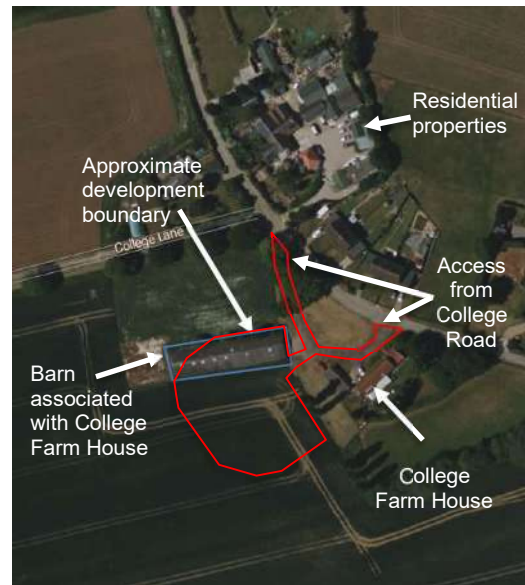 Residential
properties
Approximate
development
boundary
College Lane
Access
from
College
Road
Barn
associated
with College
Farm House
College
Farm House